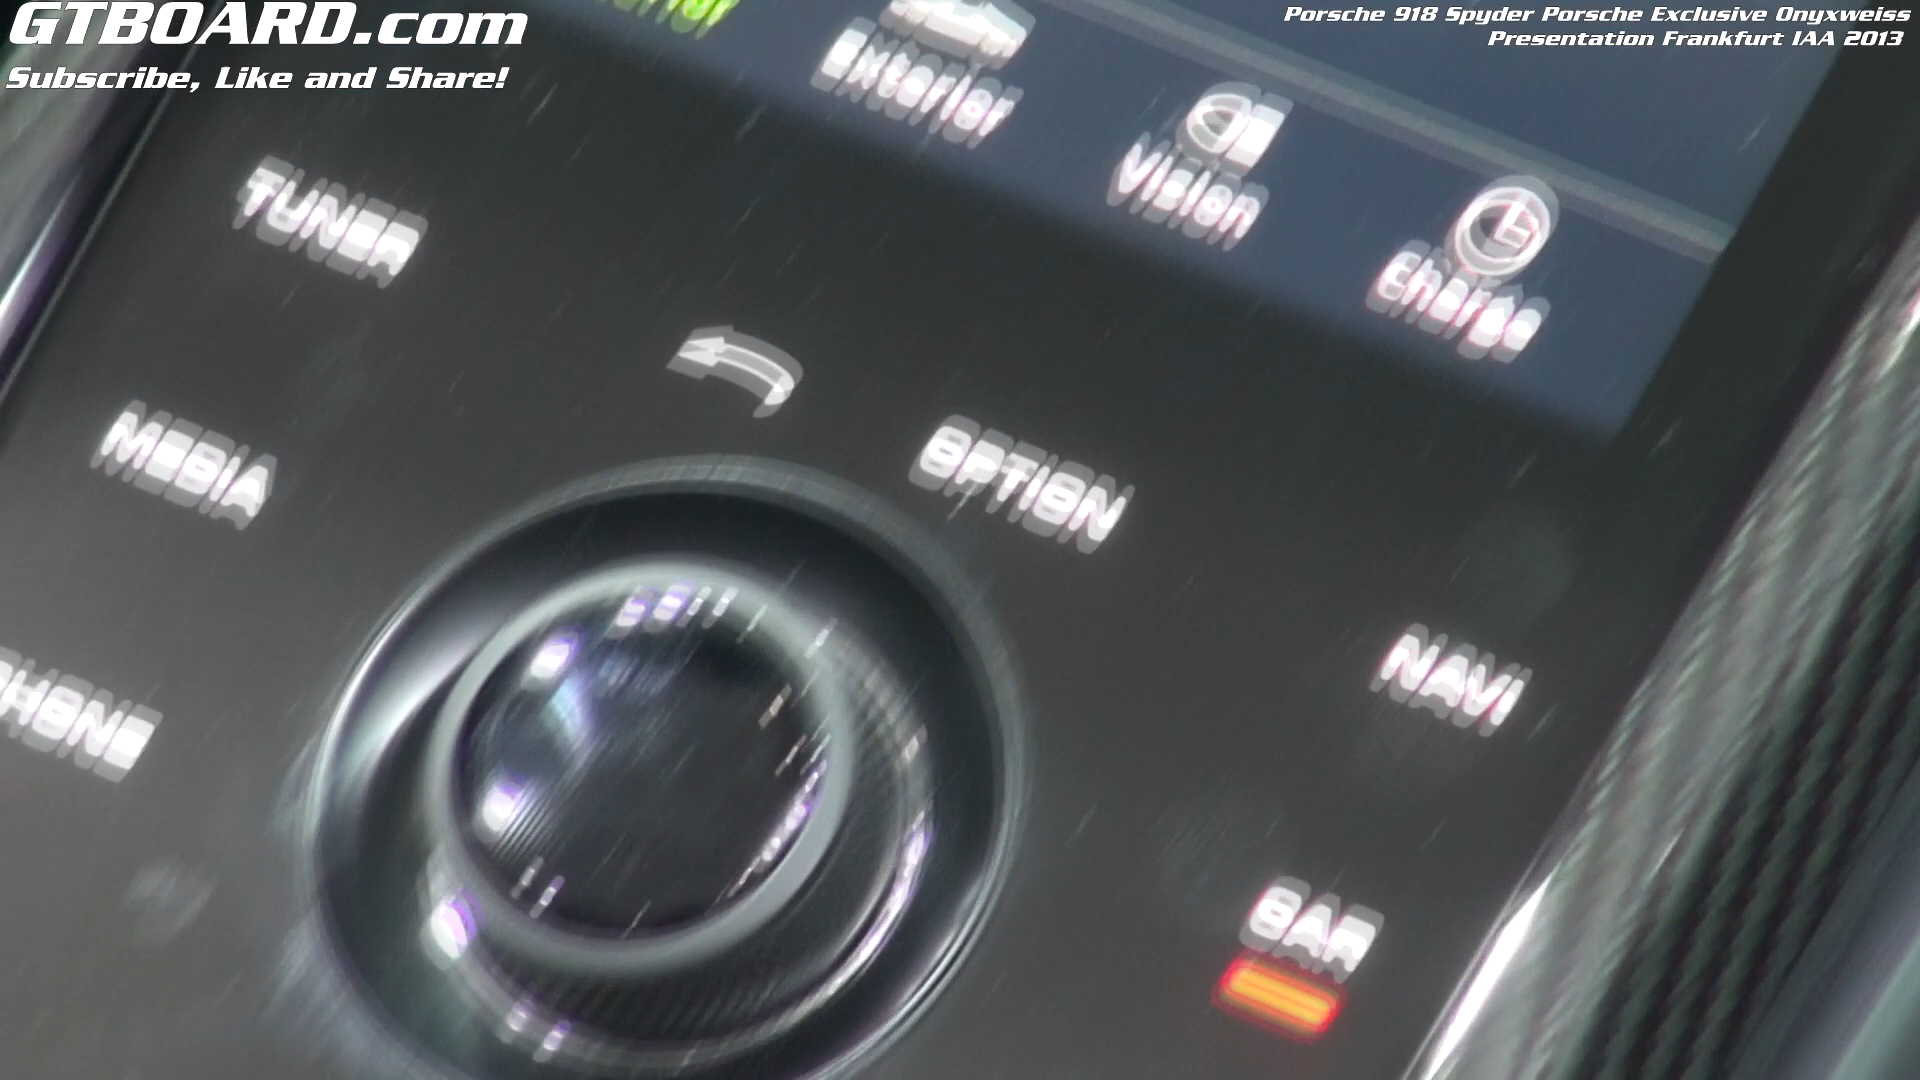 GTBOARD.com
Subscribe, Like and Share!
Porsche 918 Spyder Porsche Exclusive Onyxweiss
Presentation Frankfurt IAA 2013
Exterior
Vision
Charge
TUNER
MEDIA
OPTION
PHONE
NAVI
CAR